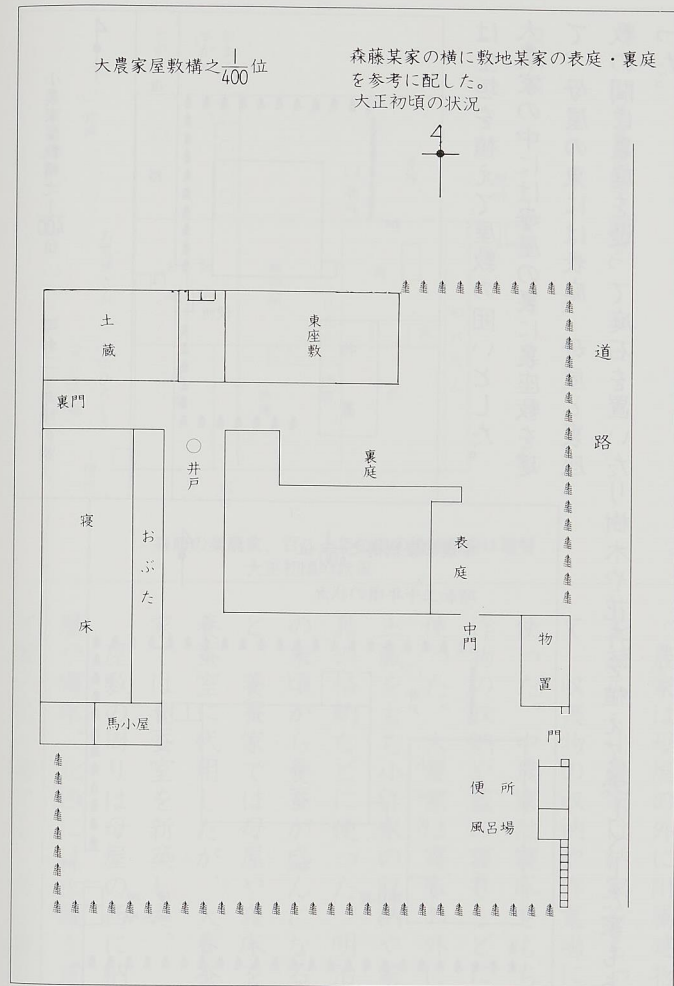 大農家屋敷構之1/400位
森藤某家の横に敷地某家の表庭・裏庭
を参考に配した。
大正初頃の状況
4
土蔵
東座敷
道路
裏門
井戸
裏庭
寝床
おぶた
表庭
中門
物置
馬小屋
門
便所
風呂場